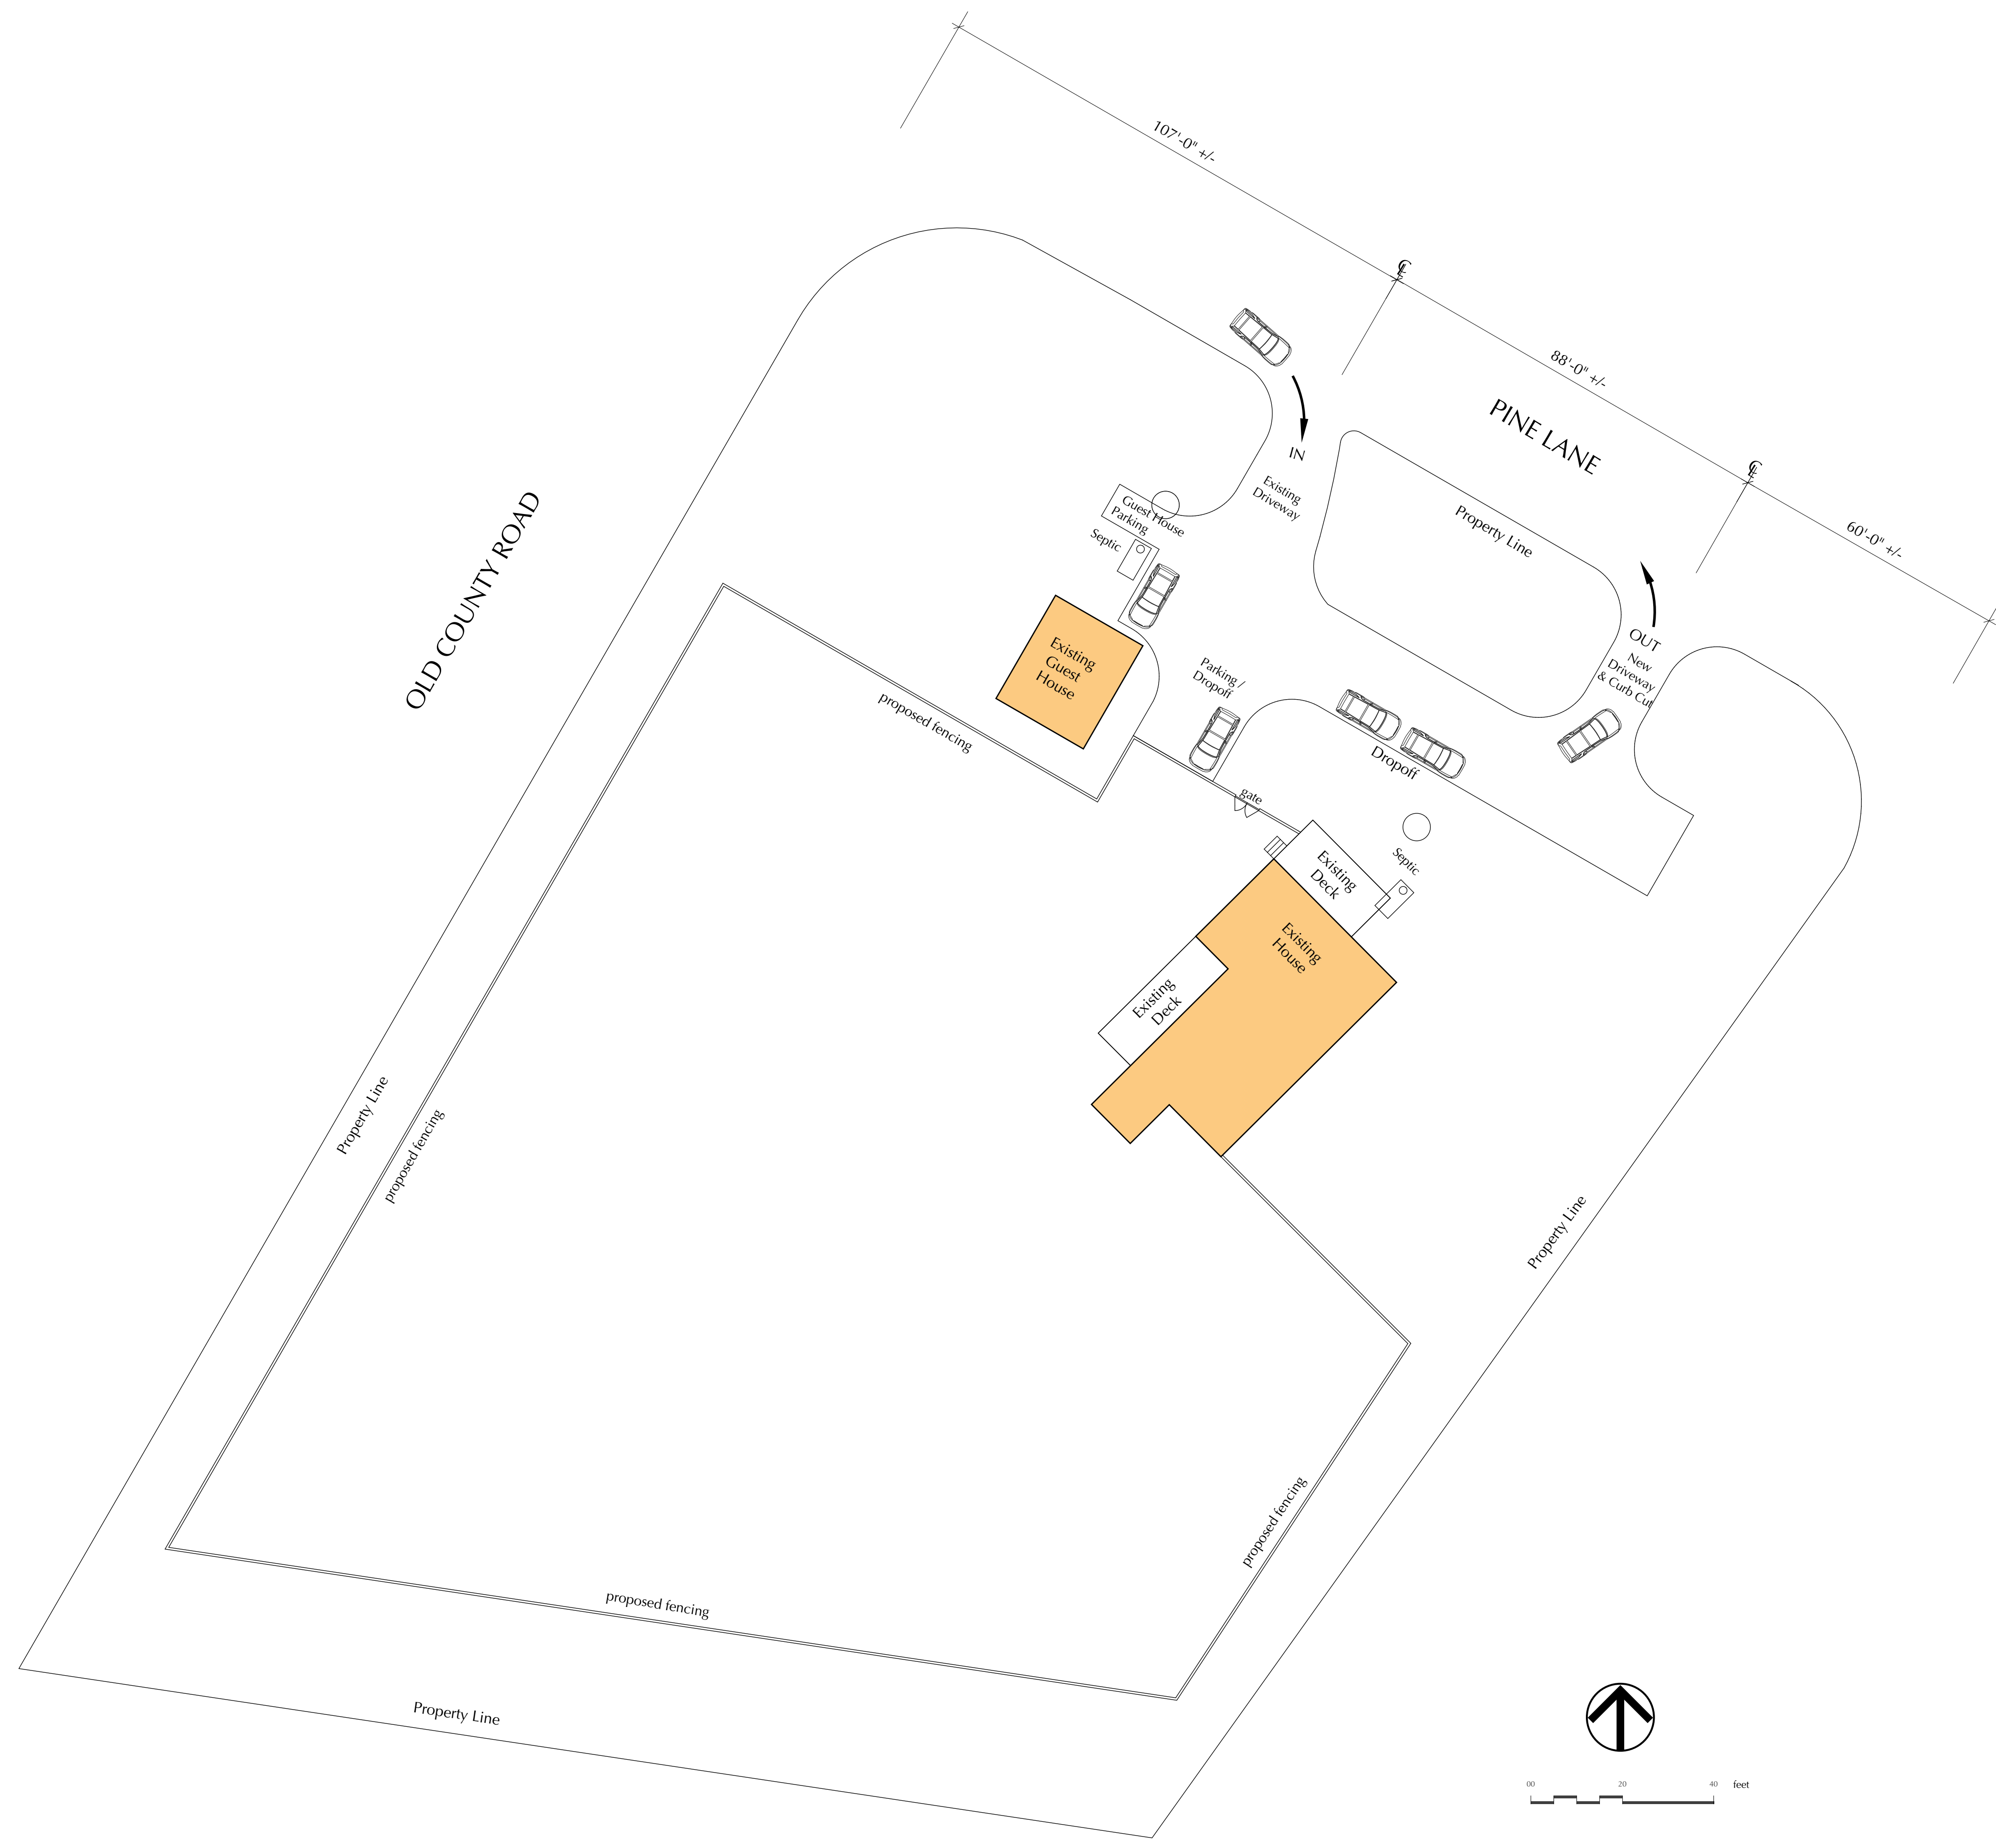 107'-0" +/-
℄
88'-0" +/-
PINE LANE
℄
60'-0" +/-
IN
Existing
Driveway
Property Line
OLD COUNTY ROAD
Guest House
Parking
Septic
OUT
New
Driveway
& Curb Cut
Existing
Guest
House
Parking /
Dropoff
proposed fencing
Dropoff
gate
Existing
Deck
Septic
Existing
House
Existing
Deck
Property Line
proposed fencing
Property Line
proposed fencing
proposed fencing
Property Line
00 20 40 feet